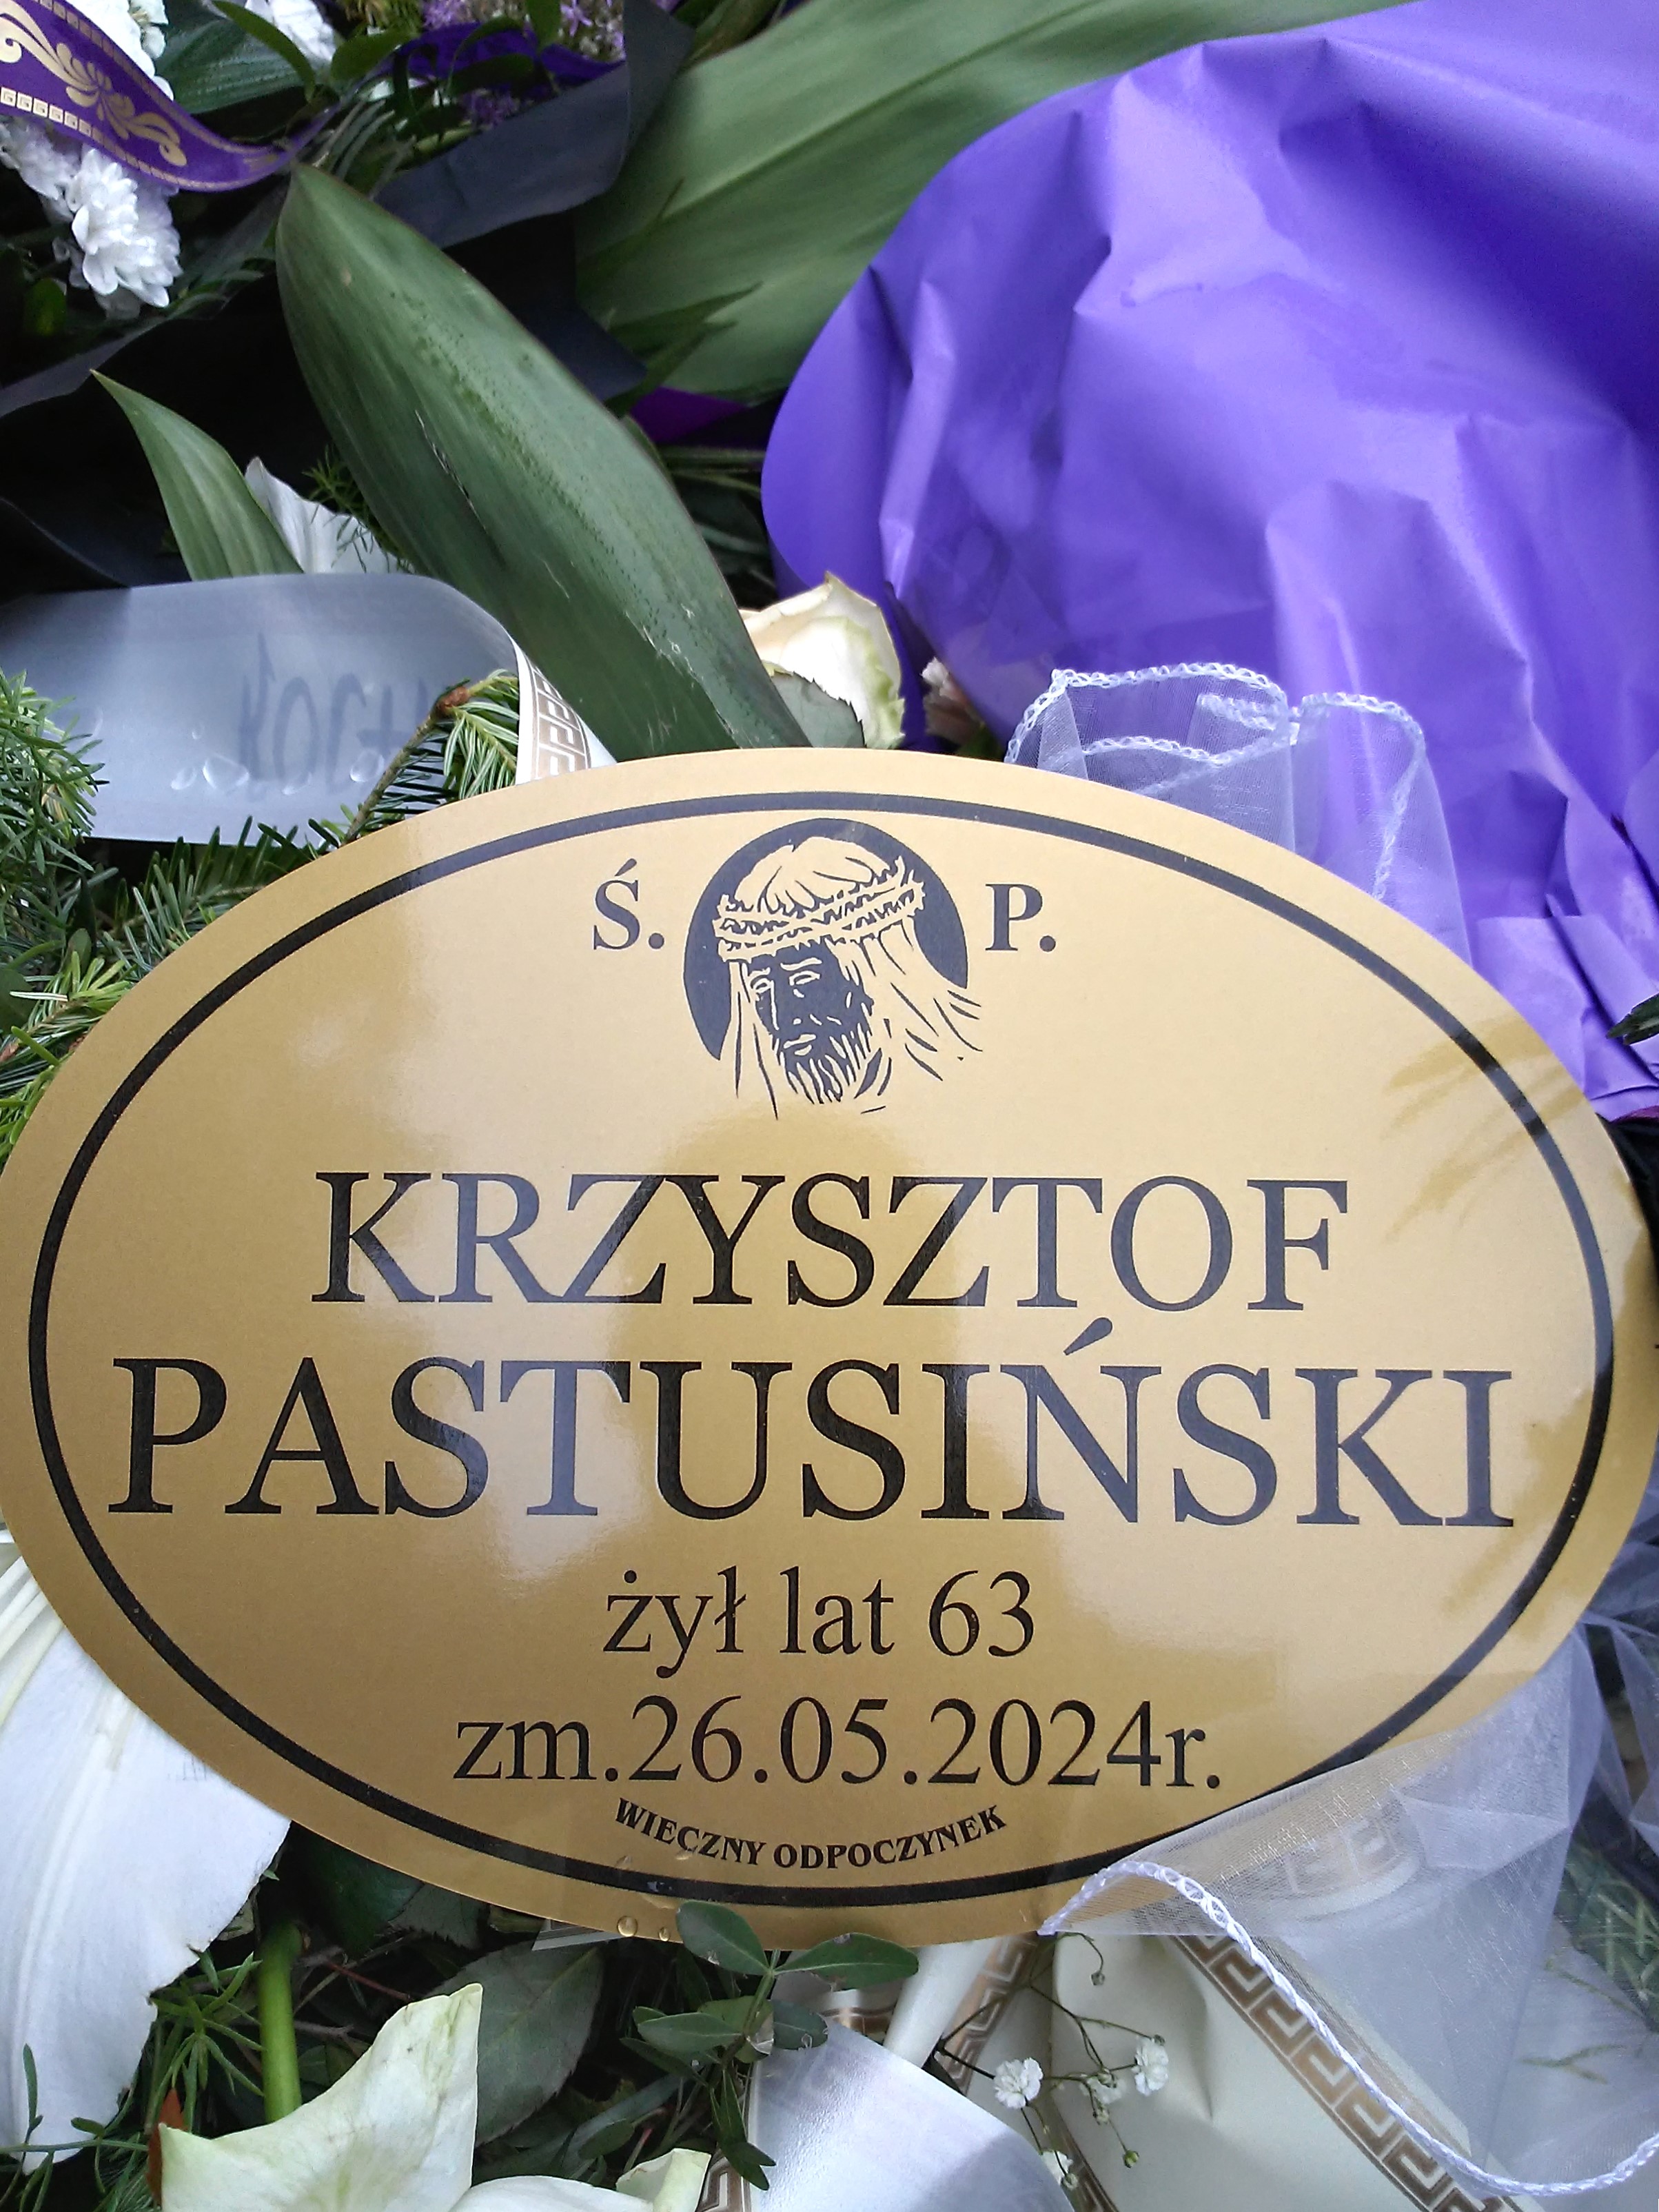 Ś. P.
KRZYSZTOF
PASTUSIŃSKI
żył lat 63
zm.26.05.2024r.
WIECZNY ODPOCZYNEK